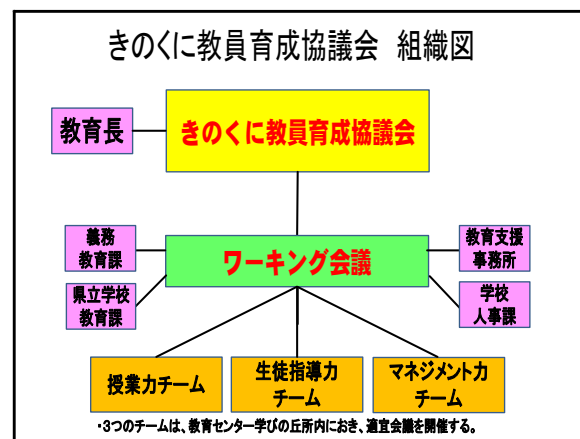 きのくに教員育成協議会　組織図
教育長
きのくに教員育成協議会
義務
教育課
ワーキング会議
教育支援
事務所
県立学校
教育課
学校
人事課
授業力チーム
生徒指導力
チーム
マネジメント力
チーム
・3つのチームは、教育センター学びの丘所内におき、適宜会議を開催する。